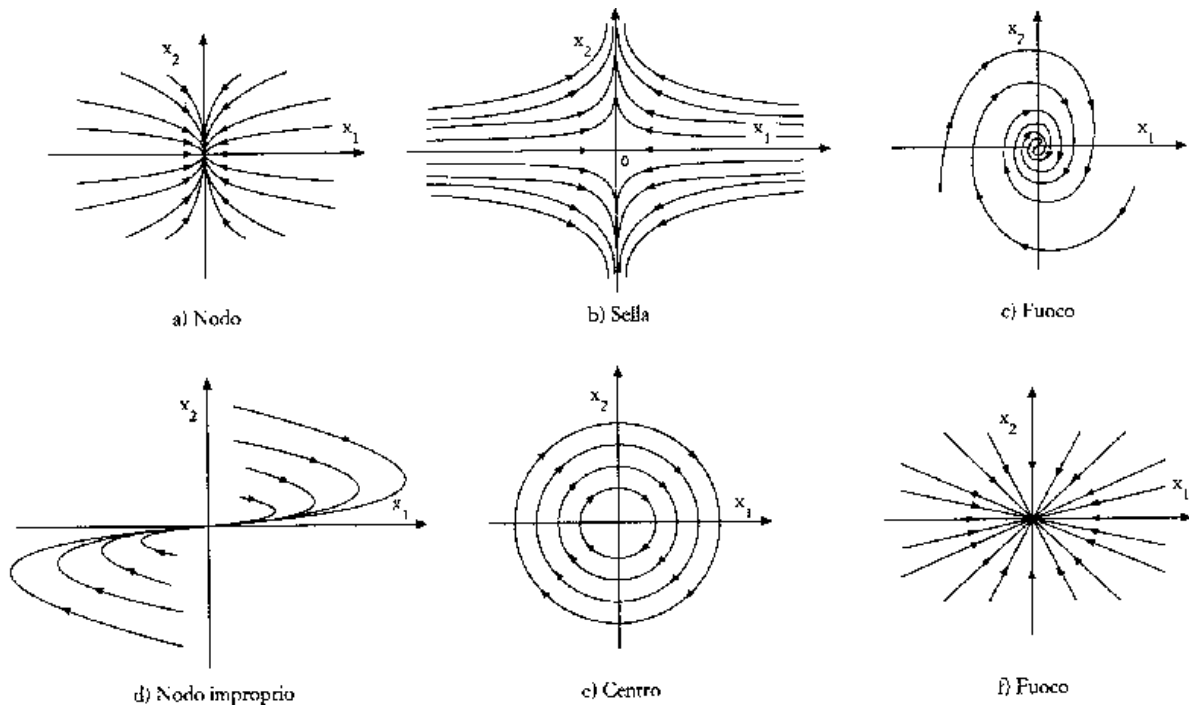 x2
x1
a) Nodo
x2
x1
0
b) Sella
x2
x1
c) Fuoco
x2
x1
d) Nodo improprio
x2
x1
e) Centro
x2
x1
f) Fuoco